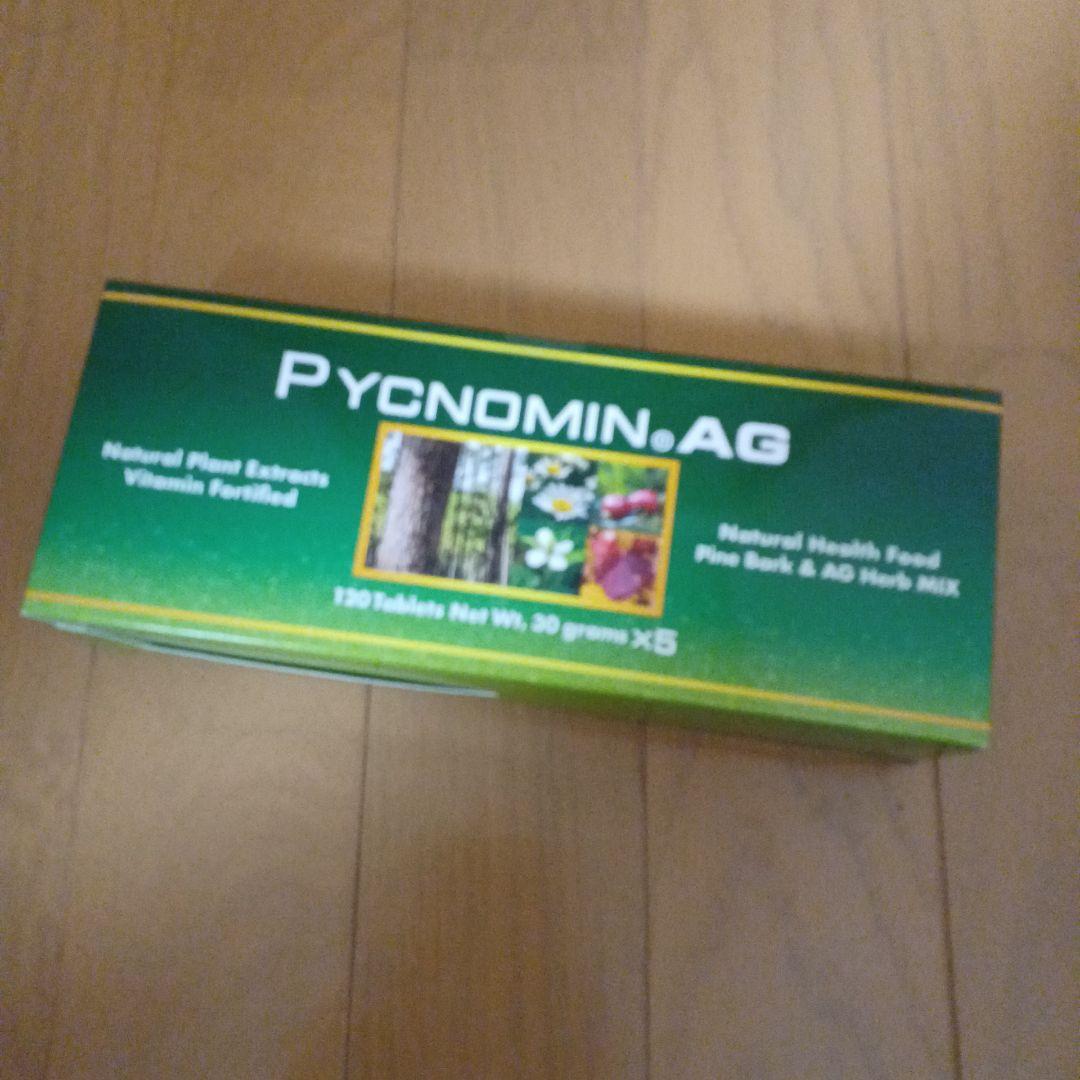 PYCNOMIN®.AG
Natural Plant Extracts
Vitamin Fortified
Natural Health Food
Pine Bark & AG Herb MIX
120 Tablets Net Wt. 30 grams X5